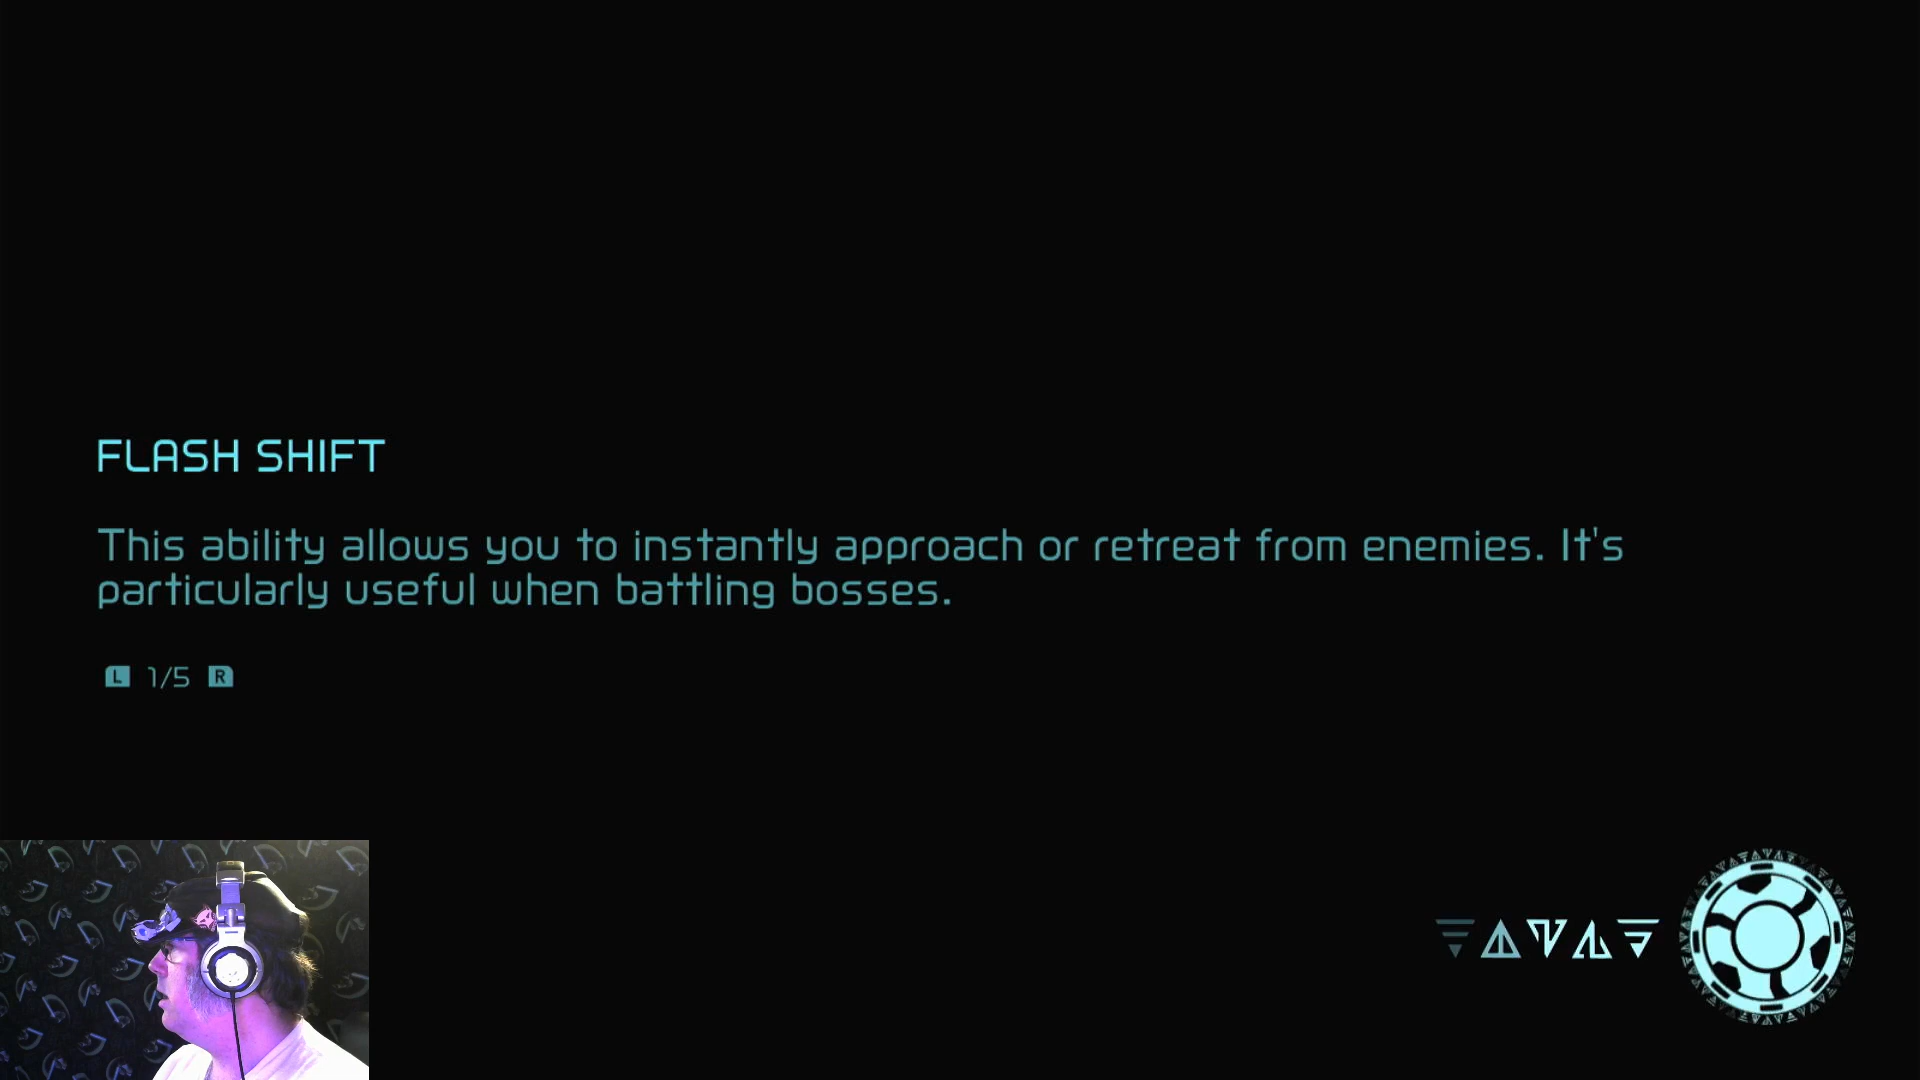 FLASH SHIFT
This ability allows you to instantly approach or retreat from enemies. It's
particularly useful when battling bosses.
L 1/5 R